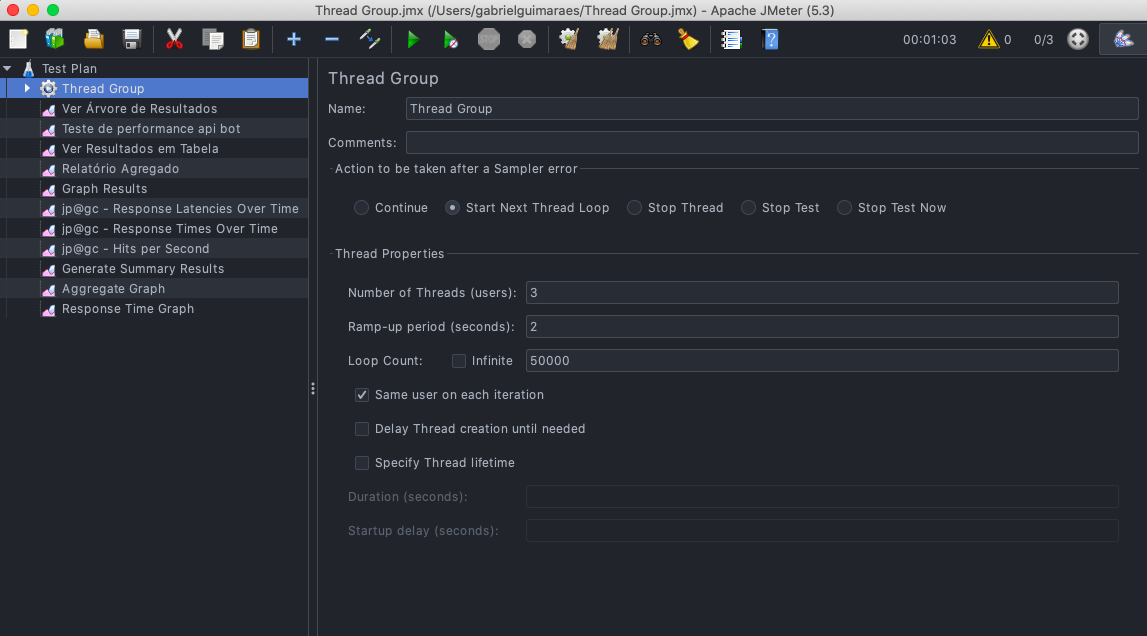 Thread Group.jmx (/Users/gabrielguimaraes/Thread Group.jmx) - Apache JMeter (5.3)
STOP 00:01:03 0 0/3
Test Plan
Thread Group
Ver Árvore de Resultados
Teste de performance api bot
Ver Resultados em Tabela
Relatório Agregado
Graph Results
jp@gc - Response Latencies Over Time
jp@gc - Response Times Over Time
jp@gc - Hits per Second
Generate Summary Results
Aggregate Graph
Response Time Graph
Thread Group
Name: Thread Group
Comments:
Action to be taken after a Sampler error
Continue Start Next Thread Loop Stop Thread Stop Test Stop Test Now
Thread Properties
Number of Threads (users): 3
Ramp-up period (seconds): 2
Loop Count: Infinite 50000
Same user on each iteration
Delay Thread creation until needed
Specify Thread lifetime
Duration (seconds):
Startup delay (seconds):